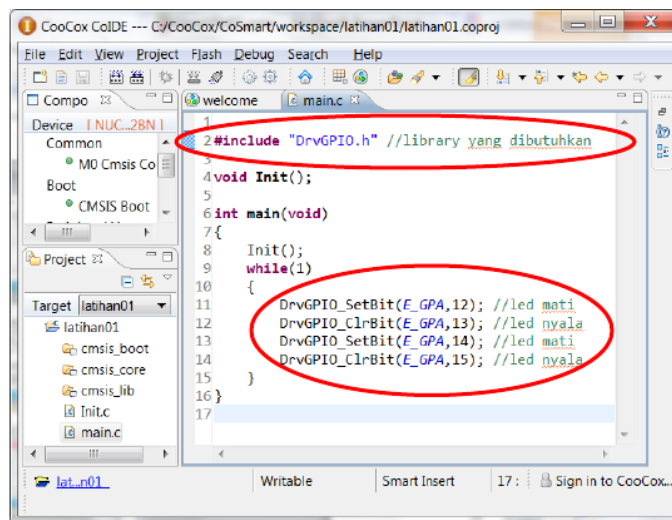 CooCox CoIDE --- C:/CooCox/CoSmart/workspace/latihan01/latihan01.coproj
File Edit View Project Flash Debug Search Help
Compo
welcome main.c
Device [ NUC...2BN ]
Common
M0 Cmsis Co
Boot
CMSIS Boot
Project
Target latihan01
latihan01
cmsis_boot
cmsis_core
cmsis_lib
Init.c
main.c
1
2 #include "DrvGPIO.h" //library yang dibutuhkan
3
4 void Init();
5
6 int main(void)
7 {
8 Init();
9 while(1)
10 {
11 DrvGPIO_SetBit(E_GPA,12); //led mati
12 DrvGPIO_ClrBit(E_GPA,13); //led nyala
13 DrvGPIO_SetBit(E_GPA,14); //led mati
14 DrvGPIO_ClrBit(E_GPA,15); //led nyala
15 }
16 }
17
lat...n01 Writable Smart Insert 17 : Sign in to CooCox...